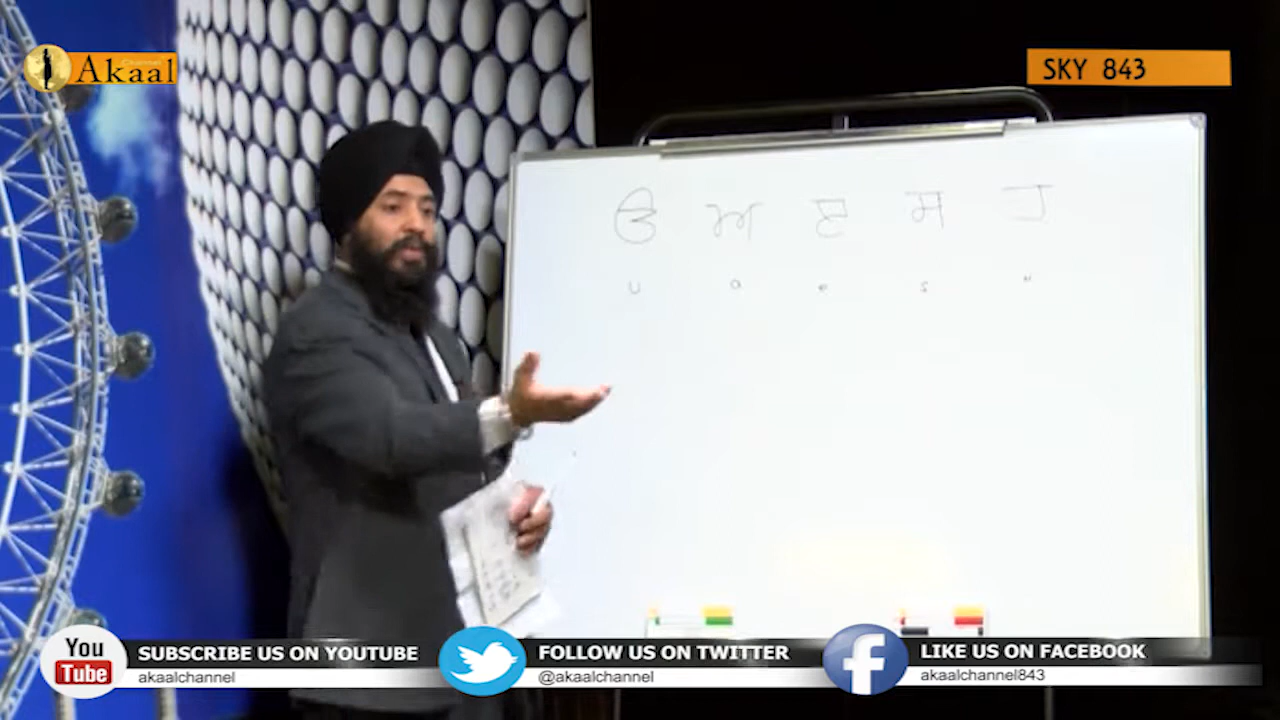 Channel
Akaal
SKY 843
ੳ ਅ ੲ ਸ ਹ
U a e S H
You
Tube
SUBSCRIBE US ON YOUTUBE
akaalchannel
FOLLOW US ON TWITTER
@akaalchannel
f
LIKE US ON FACEBOOK
akaalchannel843